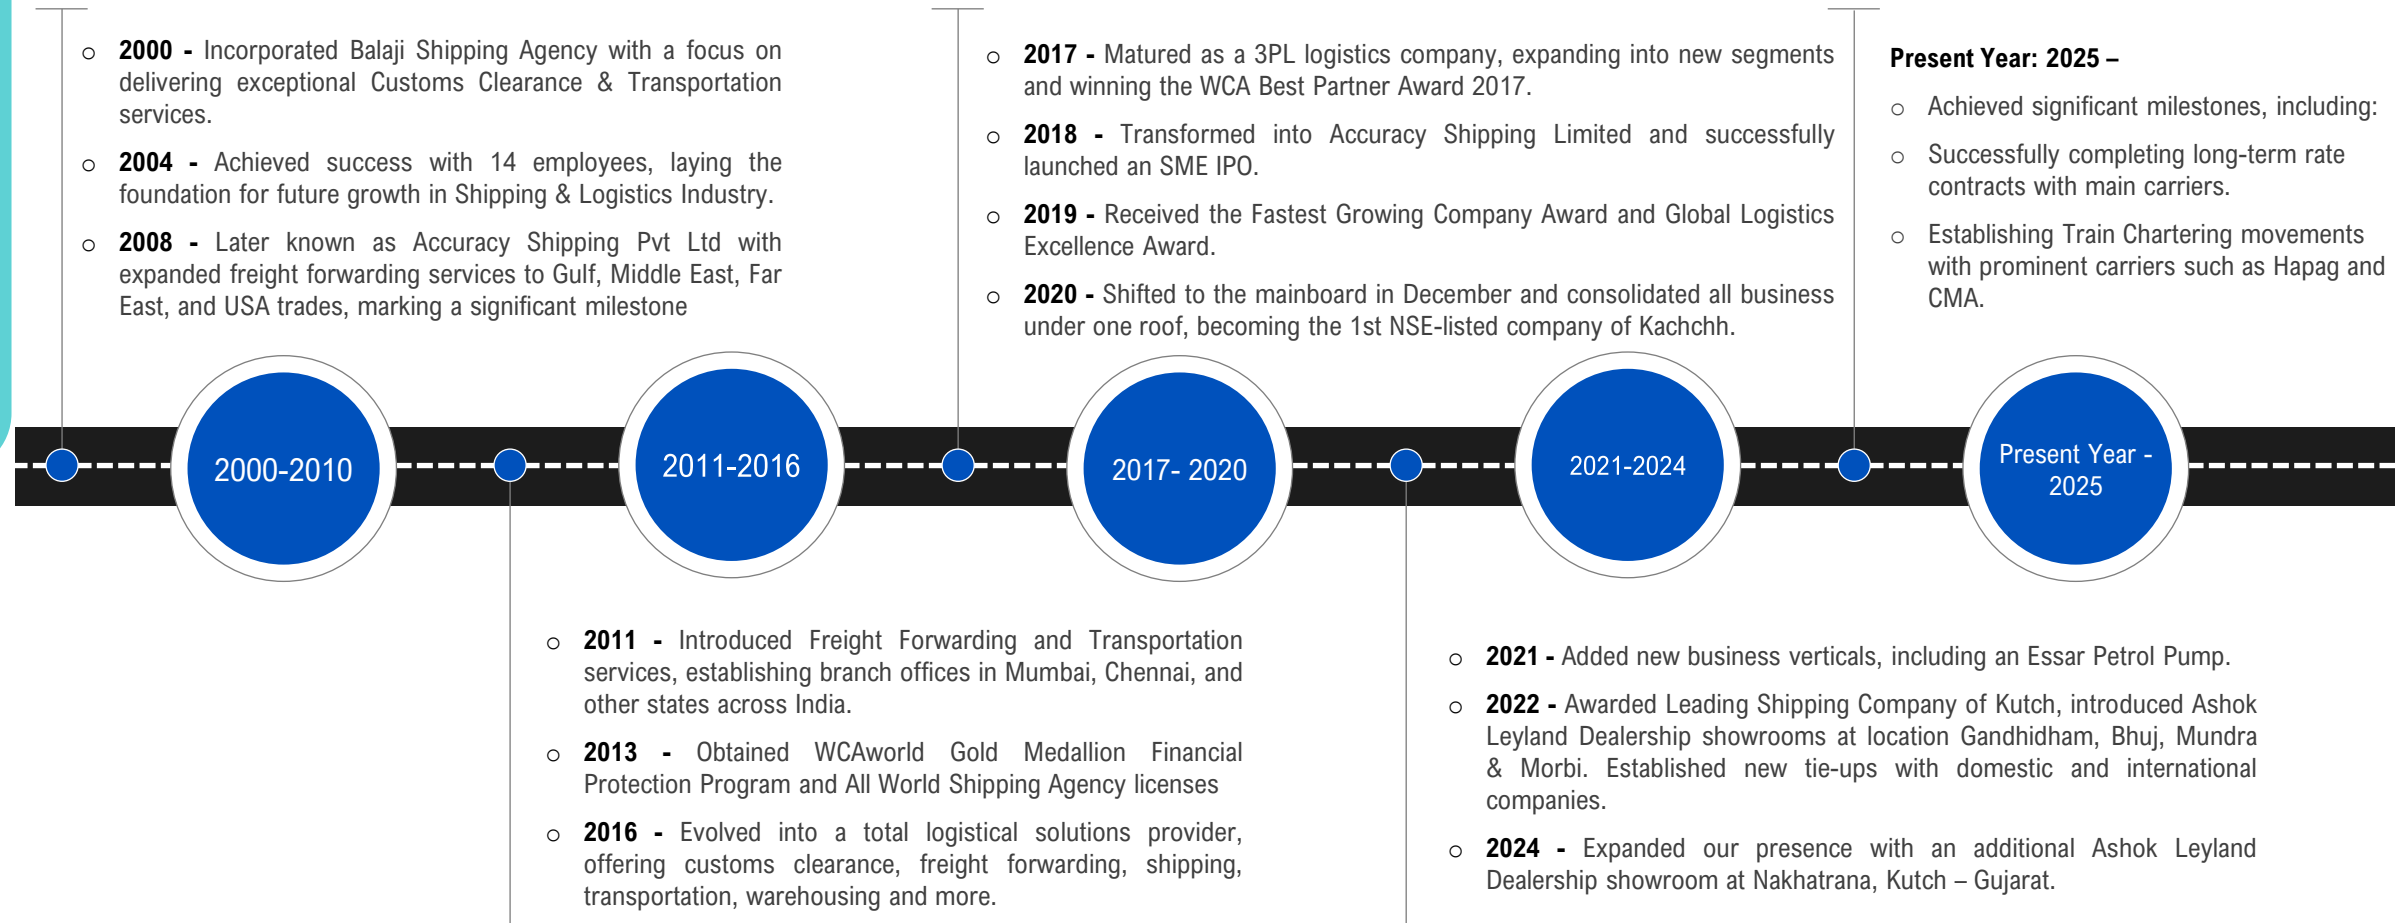 ○ 2000 - Incorporated Balaji Shipping Agency with a focus on
delivering exceptional Customs Clearance & Transportation
services.
○ 2004 - Achieved success with 14 employees, laying the
foundation for future growth in Shipping & Logistics Industry.
○ 2008 - Later known as Accuracy Shipping Pvt Ltd with
expanded freight forwarding services to Gulf, Middle East, Far
East, and USA trades, marking a significant milestone
○ 2017 - Matured as a 3PL logistics company, expanding into new segments
and winning the WCA Best Partner Award 2017.
○ 2018 - Transformed into Accuracy Shipping Limited and successfully
launched an SME IPO.
○ 2019 - Received the Fastest Growing Company Award and Global Logistics
Excellence Award.
○ 2020 - Shifted to the mainboard in December and consolidated all business
under one roof, becoming the 1st NSE-listed company of Kachchh.
Present Year: 2025 –
○ Achieved significant milestones, including:
○ Successfully completing long-term rate
contracts with main carriers.
○ Establishing Train Chartering movements
with prominent carriers such as Hapag and
CMA.
2000-2010
2011-2016
2017- 2020
2021-2024
Present Year -
2025
○ 2011 - Introduced Freight Forwarding and Transportation
services, establishing branch offices in Mumbai, Chennai, and
other states across India.
○ 2013 - Obtained WCAworld Gold Medallion Financial
Protection Program and All World Shipping Agency licenses
○ 2016 - Evolved into a total logistical solutions provider,
offering customs clearance, freight forwarding, shipping,
transportation, warehousing and more.
○ 2021 - Added new business verticals, including an Essar Petrol Pump.
○ 2022 - Awarded Leading Shipping Company of Kutch, introduced Ashok
Leyland Dealership showrooms at location Gandhidham, Bhuj, Mundra
& Morbi. Established new tie-ups with domestic and international
companies.
○ 2024 - Expanded our presence with an additional Ashok Leyland
Dealership showroom at Nakhatrana, Kutch – Gujarat.